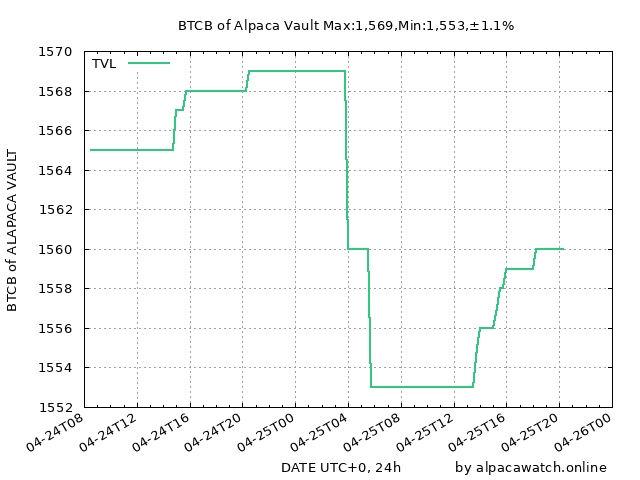 BTCB of Alpaca Vault Max:1,569,Min:1,553,±1.1%
TVL
1570
1568
1566
1564
1562
1560
1558
1556
1554
1552
BTCB of ALAPACA VAULT
04-24T08
04-24T12
04-24T16
04-24T20
04-25T00
04-25T04
04-25T08
04-25T12
04-25T16
04-25T20
04-26T00
DATE UTC+0, 24h
by alpacawatch.online